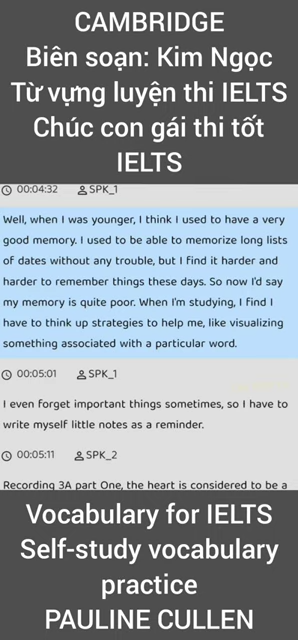 CAMBRIDGE
Biên soạn: Kim Ngọc
Từ vựng luyện thi IELTS
Chúc con gái thi tốt
IELTS
00:04:32 SPK_1
Well, when I was younger, I think I used to have a very
good memory. I used to be able to memorize long lists
of dates without any trouble, but I find it harder and
harder to remember things these days. So now I'd say
my memory is quite poor. When I'm studying, I find I
have to think up strategies to help me, like visualizing
something associated with a particular word.
00:05:01 SPK_1
I even forget important things sometimes, so I have to
write myself little notes as a reminder.
00:05:11 SPK_2
Recording 3A part One, the heart is considered to be a
Vocabulary for IELTS
Self-study vocabulary
practice
PAULINE CULLEN